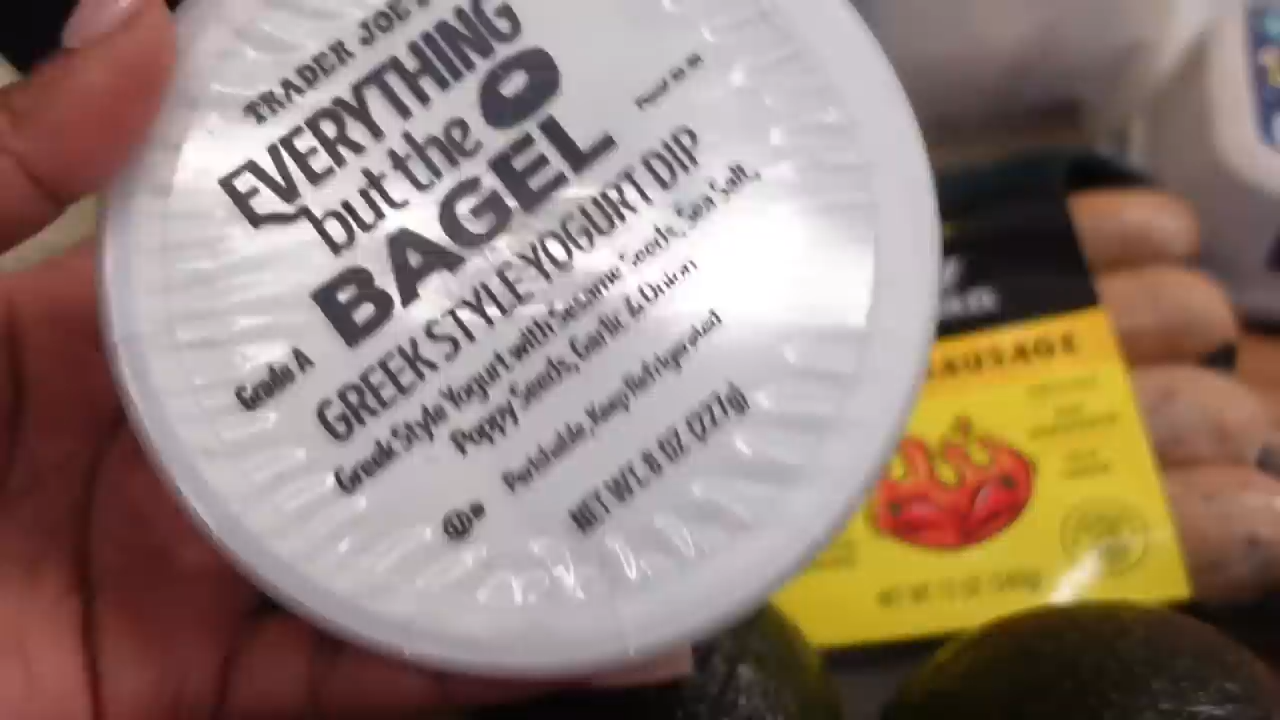 TRADER JOE'S
EVERYTHING
but the O
BAGEL
GREEK STYLE YOGURT DIP
Grade A
Greek Style Yogurt with Sesame Seeds, Sea Salt,
Poppy Seeds, Garlic & Onion
Perishable, Keep Refrigerated
NET WT. 8 OZ (227g)
SAUSAGE